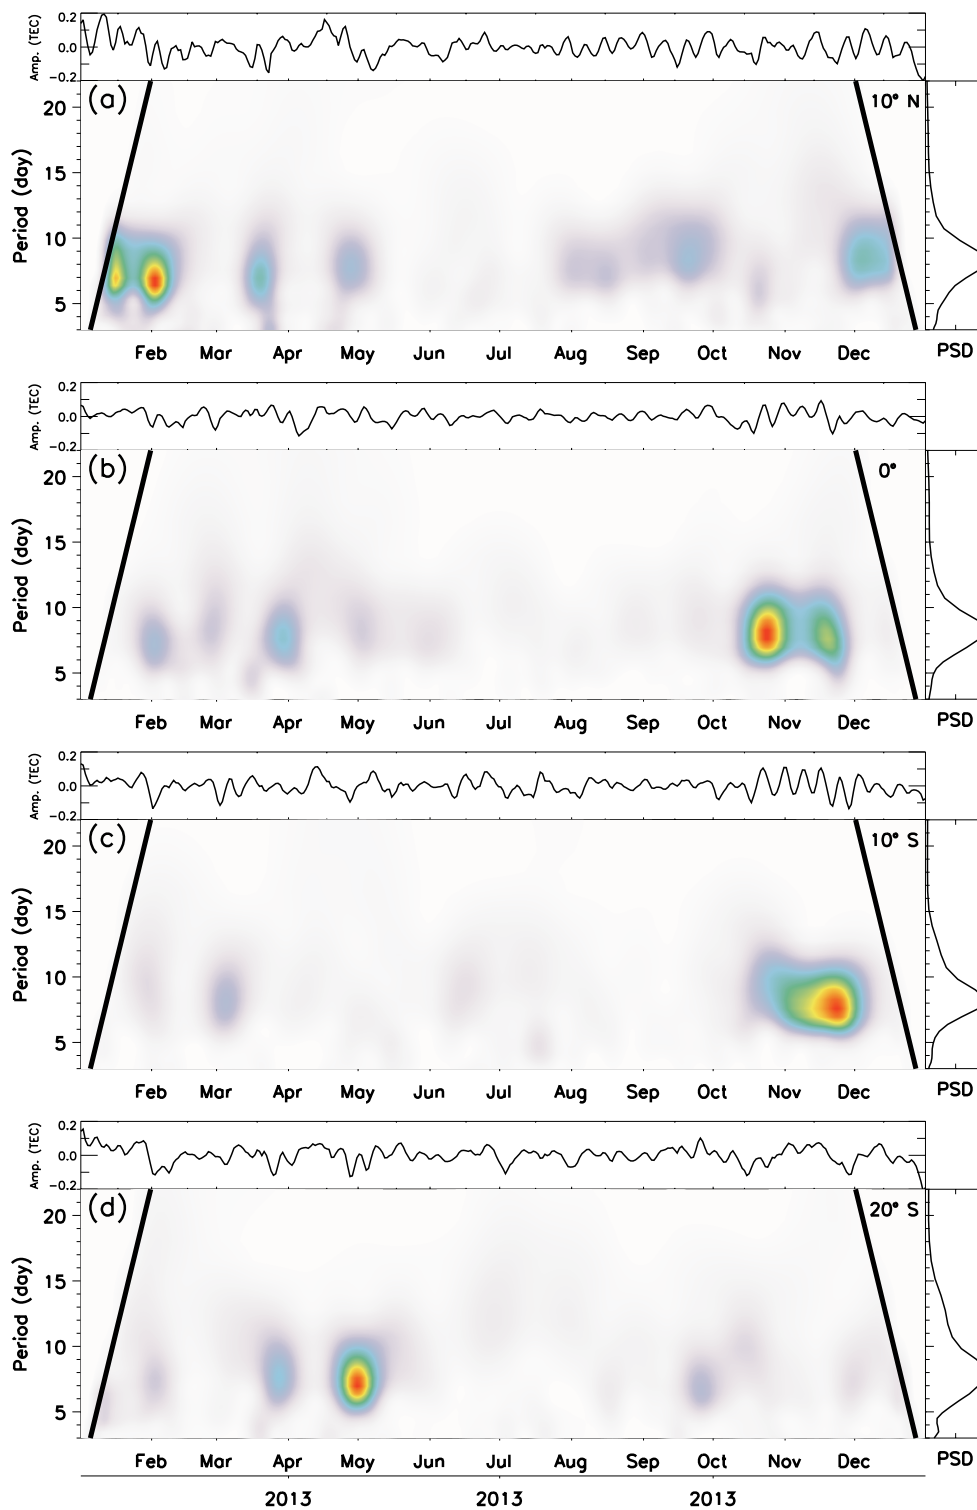 0.2
0.0
-0.2
Amp. (TEC)
(a)
10° N
20
15
10
5
Period (day)
Feb Mar Apr May Jun Jul Aug Sep Oct Nov Dec PSD
0.2
0.0
-0.2
Amp. (TEC)
(b)
0°
20
15
10
5
Period (day)
Feb Mar Apr May Jun Jul Aug Sep Oct Nov Dec PSD
0.2
0.0
-0.2
Amp. (TEC)
(c)
10° S
20
15
10
5
Period (day)
Feb Mar Apr May Jun Jul Aug Sep Oct Nov Dec PSD
0.2
0.0
-0.2
Amp. (TEC)
(d)
20° S
20
15
10
5
Period (day)
Feb Mar Apr May Jun Jul Aug Sep Oct Nov Dec PSD
2013 2013 2013